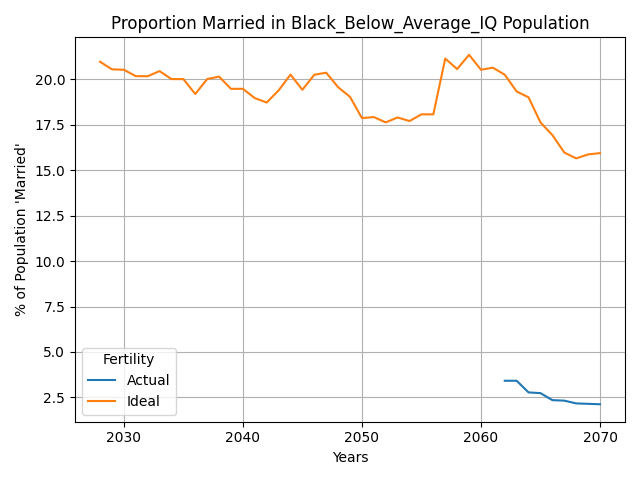 Proportion Married in Black_Below_Average_IQ Population
% of Population 'Married'
20.0
17.5
15.0
12.5
10.0
7.5
5.0
2.5
Fertility
Actual
Ideal
2030 2040 2050 2060 2070
Years